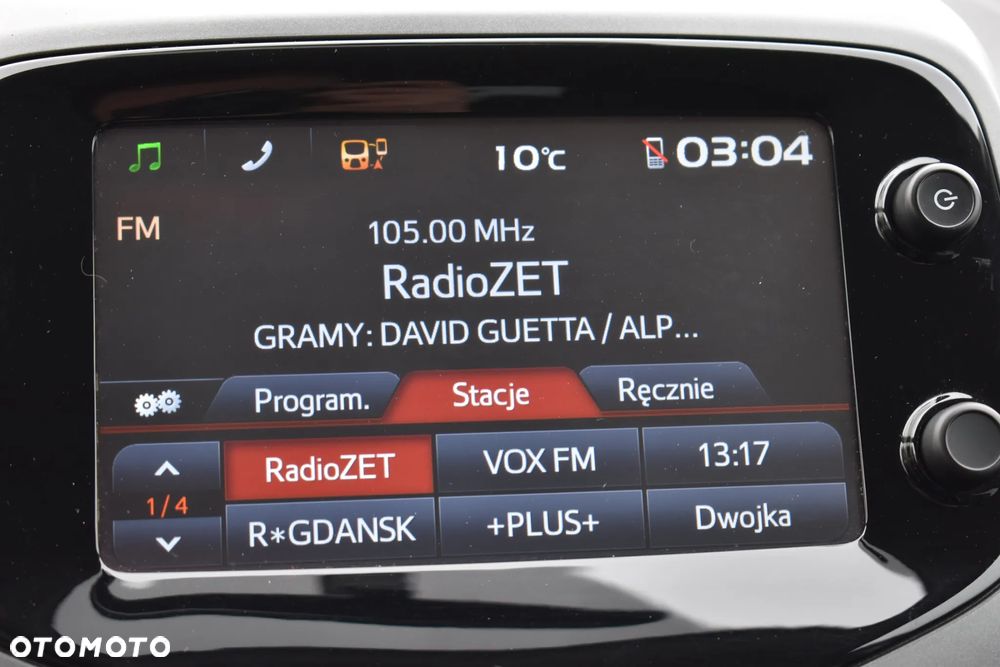 10°C 03:04
FM
105.00 MHz
RadioZET
GRAMY: DAVID GUETTA / ALP...
Program. Stacje Ręcznie
RadioZET VOX FM 13:17
1/4
R*GDANSK +PLUS+ Dwojka
OTOMOTO